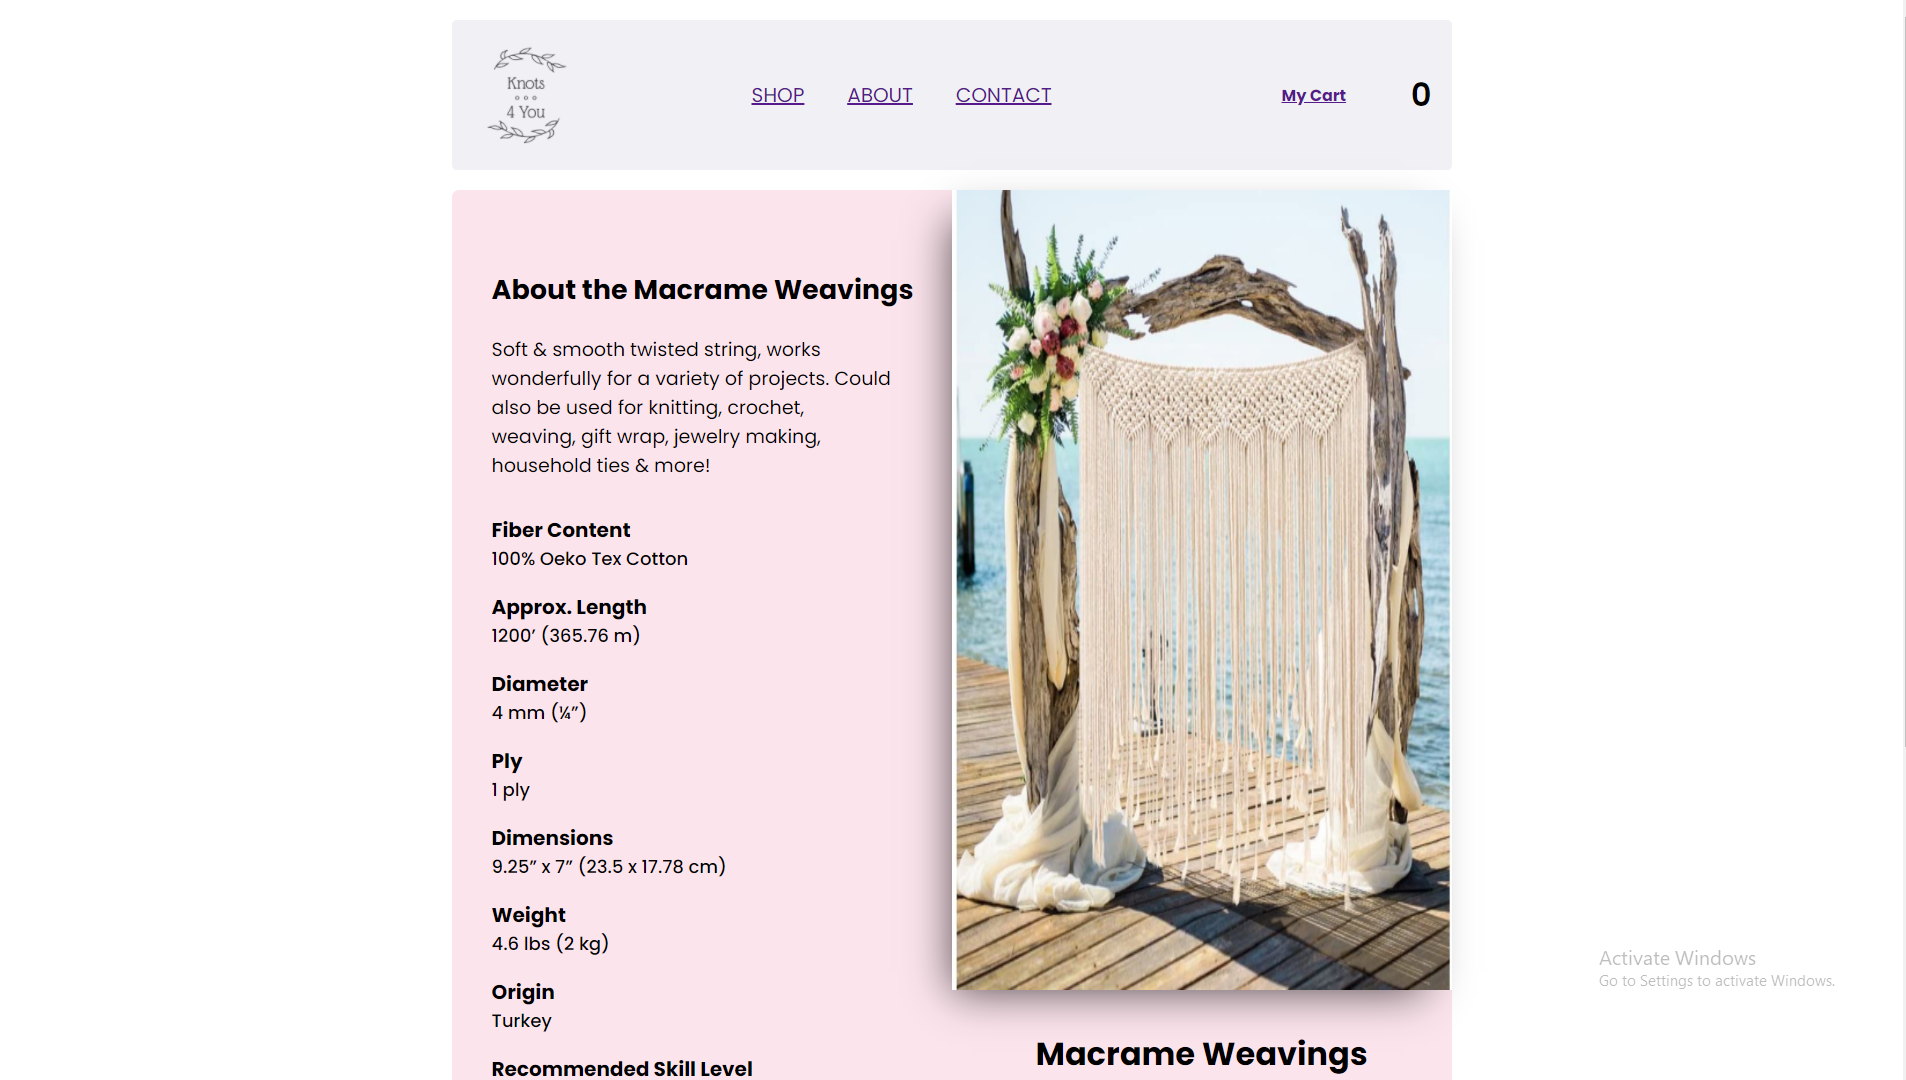 Knots
4 You
SHOP ABOUT CONTACT
My Cart 0
About the Macrame Weavings
Soft & smooth twisted string, works
wonderfully for a variety of projects. Could
also be used for knitting, crochet,
weaving, gift wrap, jewelry making,
household ties & more!
Fiber Content
100% Oeko Tex Cotton
Approx. Length
1200’ (365.76 m)
Diameter
4 mm (¼”)
Ply
1 ply
Dimensions
9.25” x 7” (23.5 x 17.78 cm)
Weight
4.6 lbs (2 kg)
Origin
Turkey
Recommended Skill Level
Macrame Weavings
Activate Windows
Go to Settings to activate Windows.